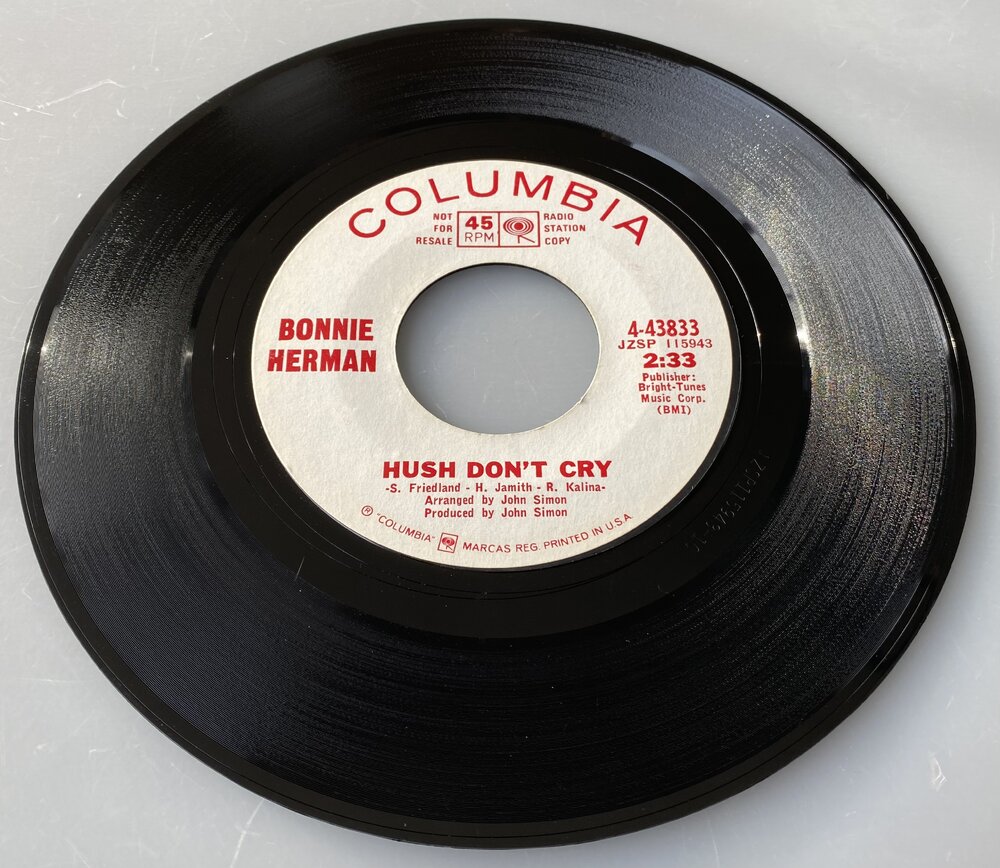 COLUMBIA
NOT FOR RESALE
45 RPM
RADIO STATION COPY
BONNIE
HERMAN
4-43833
JZSP 115943
2:33
Publisher:
Bright-Tunes
Music Corp.
(BMI)
HUSH DON'T CRY
-S. Friedland - H. Jamith - R. Kalina-
Arranged by John Simon
Produced by John Simon
® "COLUMBIA" MARCAS REG. PRINTED IN U.S.A.